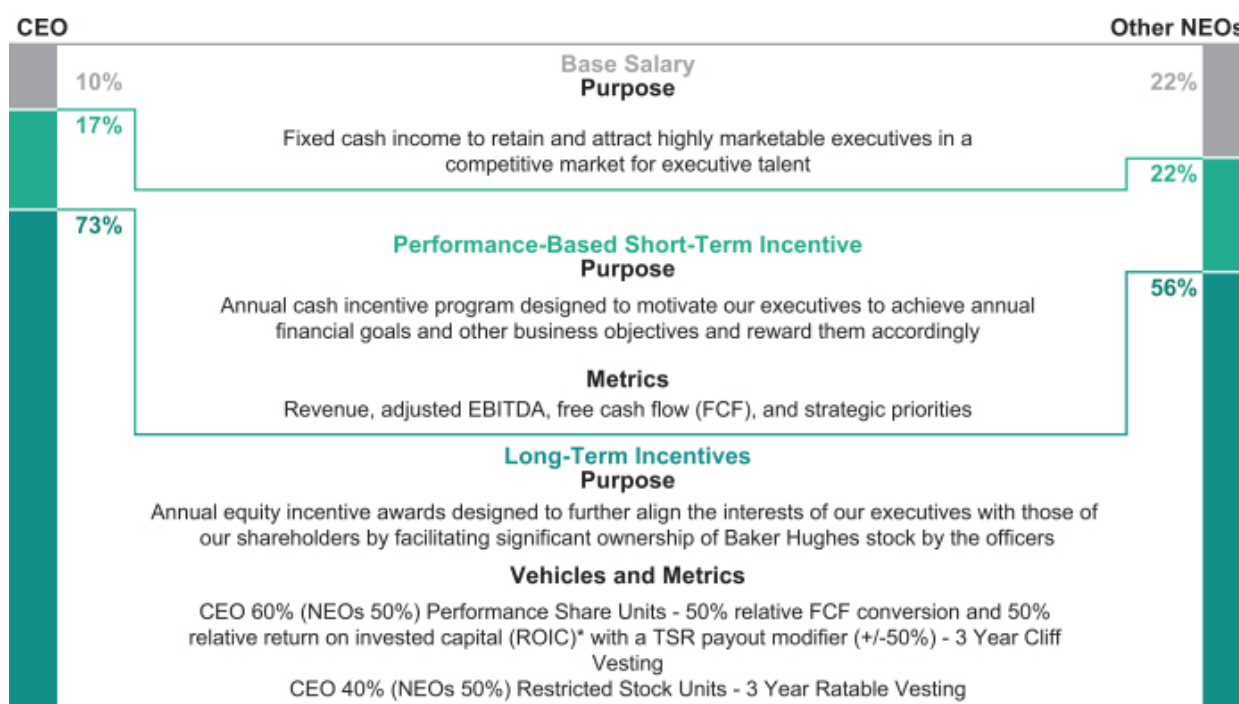 CEO
Other NEOs
Base Salary
10%
22%
Purpose
17%
Fixed cash income to retain and attract highly marketable executives in a
competitive market for executive talent
22%
73%
Performance-Based Short-Term Incentive
Purpose
56%
Annual cash incentive program designed to motivate our executives to achieve annual
financial goals and other business objectives and reward them accordingly
Metrics
Revenue, adjusted EBITDA, free cash flow (FCF), and strategic priorities
Long-Term Incentives
Purpose
Annual equity incentive awards designed to further align the interests of our executives with those of
our shareholders by facilitating significant ownership of Baker Hughes stock by the officers
Vehicles and Metrics
CEO 60% (NEOs 50%) Performance Share Units - 50% relative FCF conversion and 50%
relative return on invested capital (ROIC)* with a TSR payout modifier (+/-50%) - 3 Year Cliff
Vesting
CEO 40% (NEOs 50%) Restricted Stock Units - 3 Year Ratable Vesting